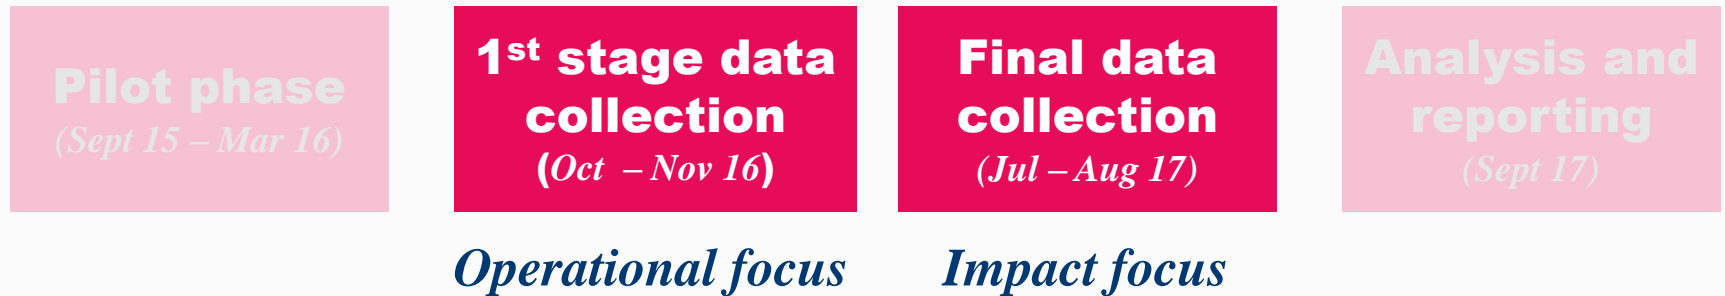 Pilot phase
(Sept 15 – Mar 16)
1st stage data
collection
(Oct – Nov 16)
Operational focus
Final data
collection
(Jul – Aug 17)
Impact focus
Analysis and
reporting
(Sept 17)